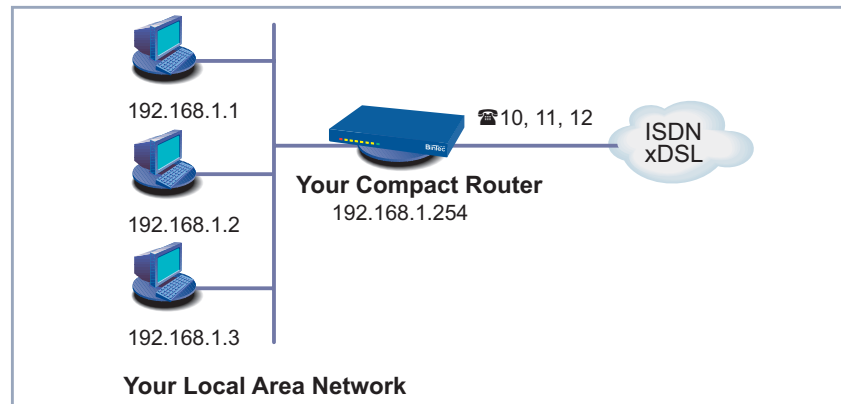 192.168.1.1
192.168.1.2
192.168.1.3
Your Local Area Network
BinTec
Your Compact Router
192.168.1.254
☎10, 11, 12
ISDN
xDSL